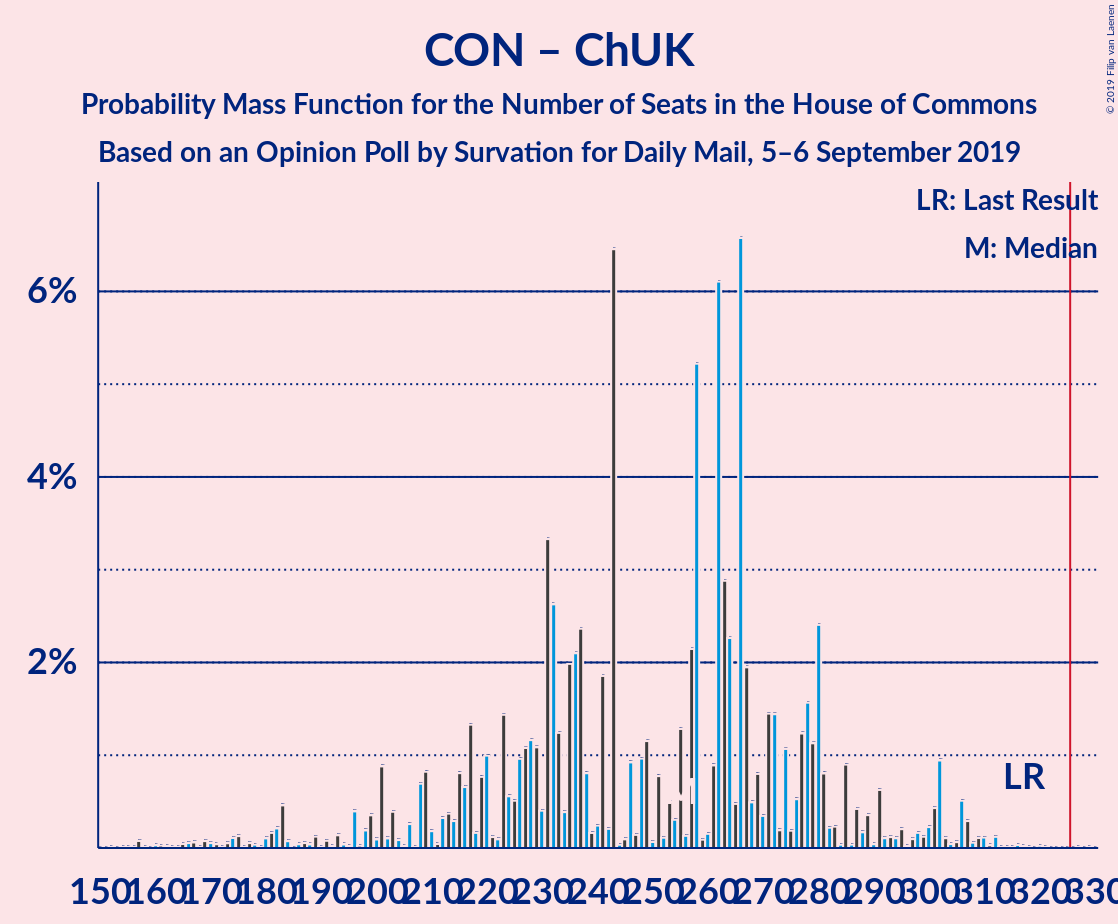 CON – ChUK
Probability Mass Function for the Number of Seats in the House of Commons
Based on an Opinion Poll by Survation for Daily Mail, 5–6 September 2019
© 2019 Filip van Laenen
LR: Last Result
M: Median
6%
4%
2%
LR
150 160 170 180 190 200 210 220 230 240 250 260 270 280 290 300 310 320 330